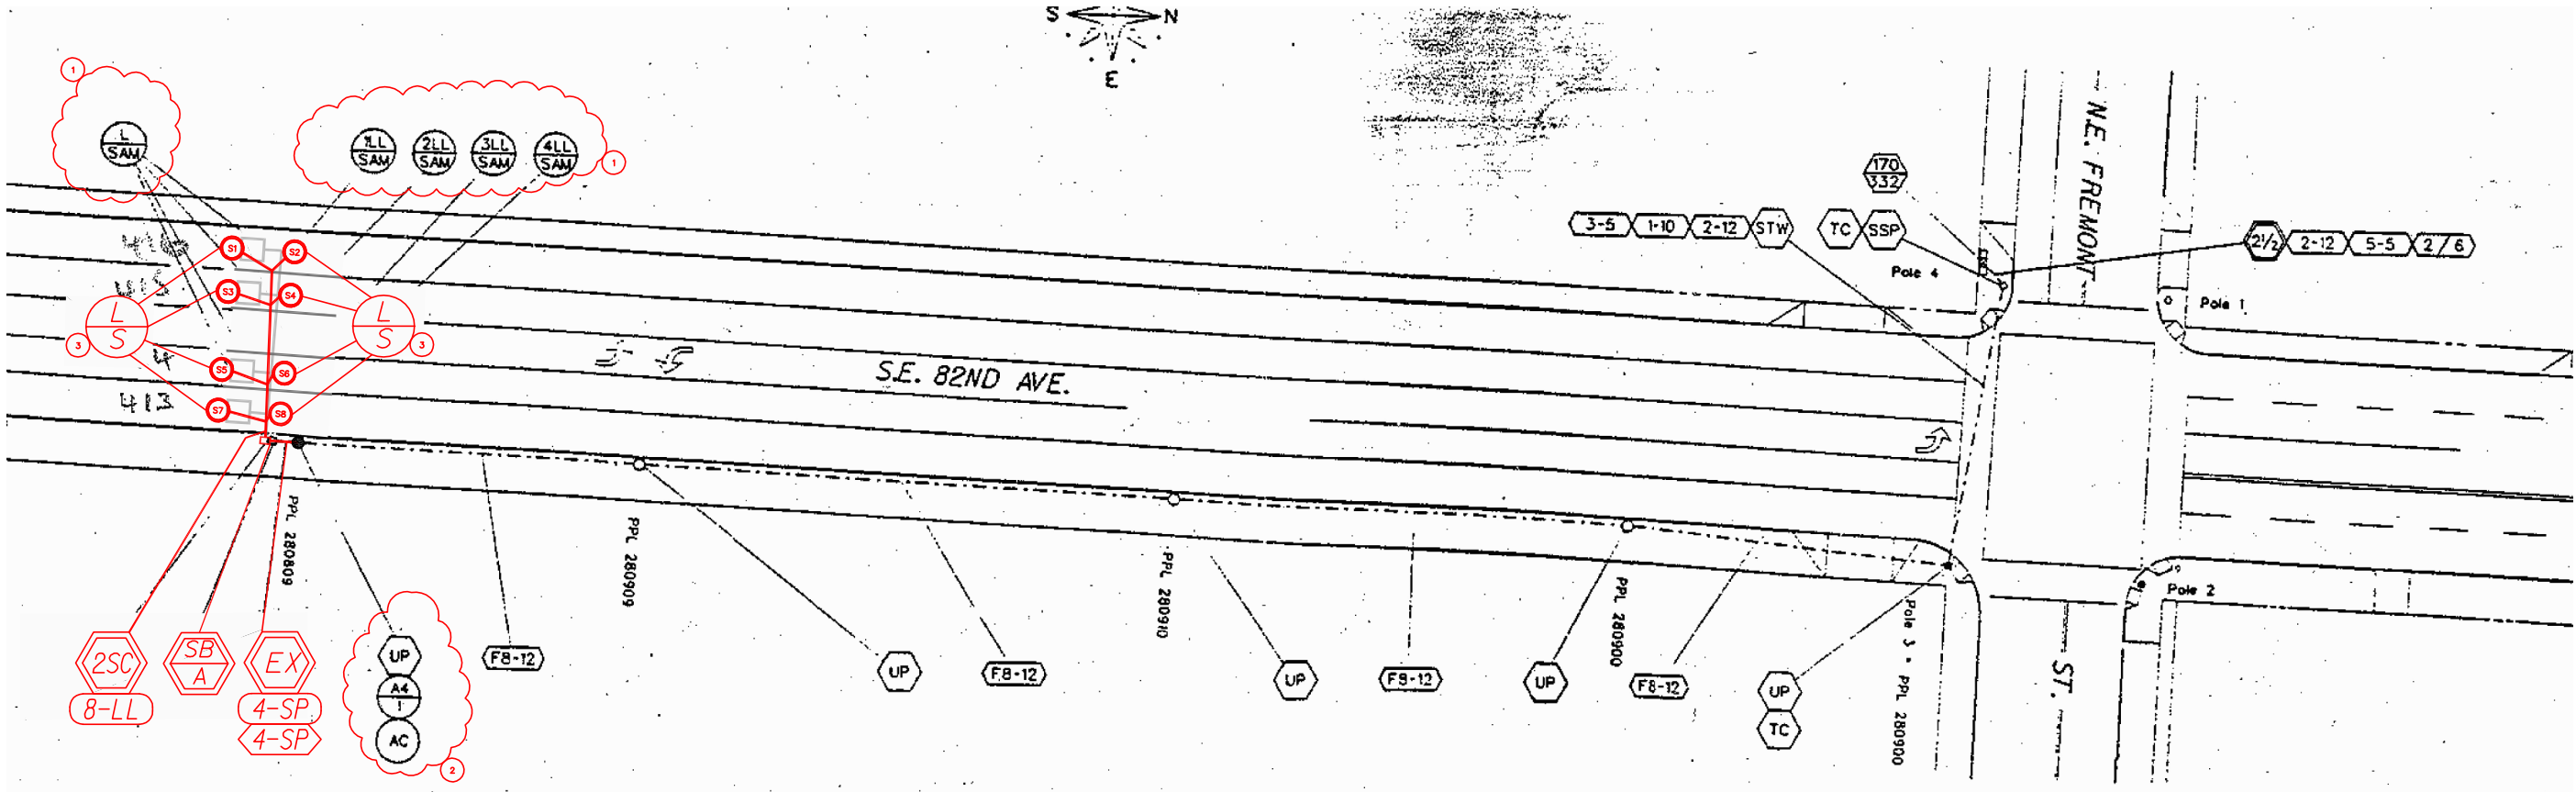 S N
E
1
L
SAM
1LL
SAM
2LL
SAM
3LL
SAM
4LL
SAM
1
N.E. FREMONT
170
332
3-5 1-10 2-12 STW
TC SSP
2½ 2-12 5-5 2/6
Pole 4
Pole 1
S1 S2
S3 S4
L
S
L
S
3
3
S5 S6
4
S7 S8
413
S.E. 82ND AVE.
PPL 280809
PPL 280909
PPL 280910
PPL 280900
Pole 3 = PPL 280900
Pole 2
ST.
2SC
8-LL
SB
A
EX
4-SP
4-SP
UP
A4
1
AC
2
F8-12
UP
F8-12
UP
F8-12
UP
F8-12
UP
TC